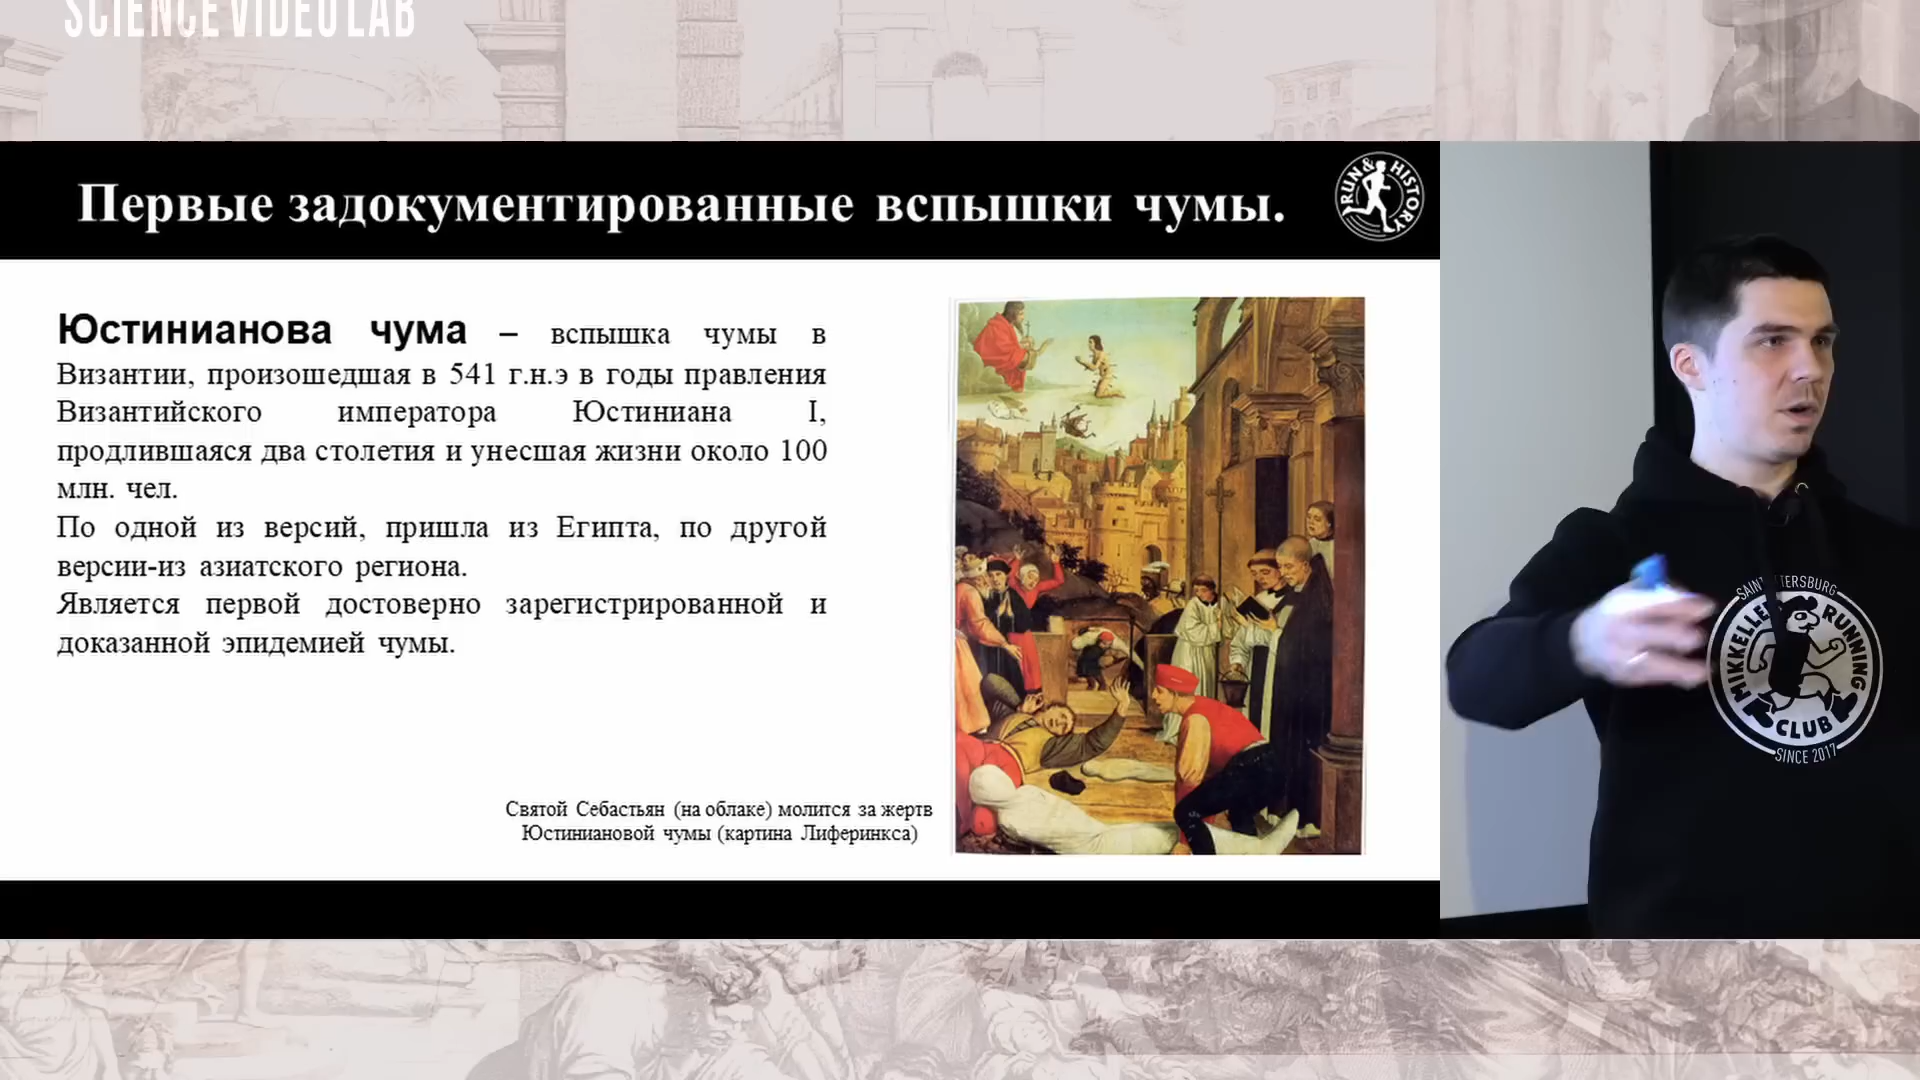 SCIENCE VIDEO LAB
Первые задокументированные вспышки чумы.
RUN & HISTORY
Юстинианова чума – вспышка чумы в
Византии, произошедшая в 541 г.н.э в годы правления
Византийского императора Юстиниана I,
продлившаяся два столетия и унесшая жизни около 100
млн. чел.
По одной из версий, пришла из Египта, по другой
версии-из азиатского региона.
Является первой достоверно зарегистрированной и
доказанной эпидемией чумы.
Святой Себастьян (на облаке) молится за жертв
Юстиниановой чумы (картина Лиферинкса)
MIKKELLER RUNNING
CLUB
SINCE 2017